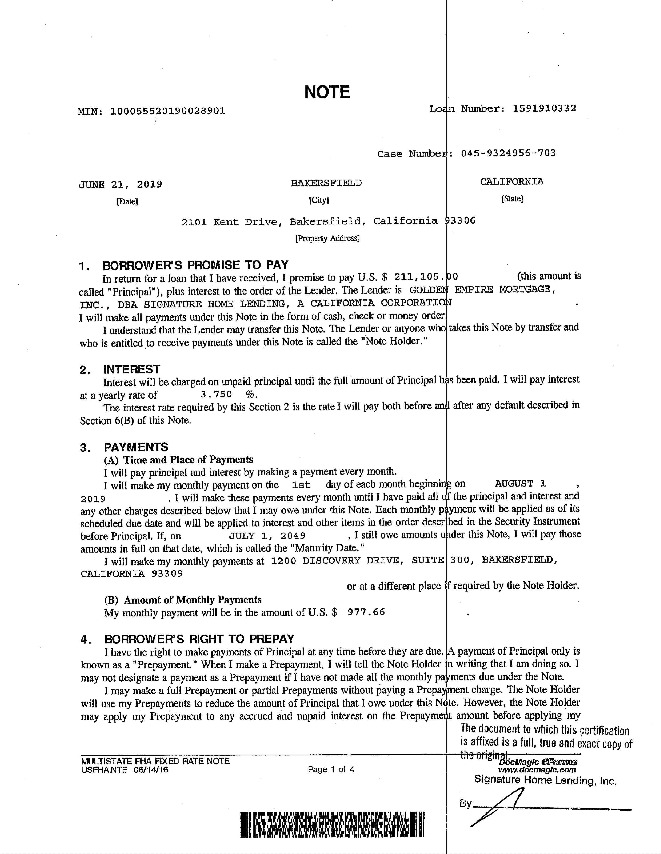 NOTE
MIN: 100055520190028901 Loan Number: 1591910332
Case Number: 045-9324956-703
JUNE 21, 2019 BAKERSFIELD CALIFORNIA
[Date] [City] [State]
2101 Kent Drive, Bakersfield, California 93306
[Property Address]
1. BORROWER'S PROMISE TO PAY
In return for a loan that I have received, I promise to pay U.S. $ 211,105.00 (this amount is
called "Principal"), plus interest to the order of the Lender. The Lender is GOLDEN EMPIRE MORTGAGE,
INC., DBA SIGNATURE HOME LENDING, A CALIFORNIA CORPORATION .
I will make all payments under this Note in the form of cash, check or money order
I understand that the Lender may transfer this Note. The Lender or anyone who takes this Note by transfer and
who is entitled to receive payments under this Note is called the "Note Holder."
2. INTEREST
Interest will be charged on unpaid principal until the full amount of Principal has been paid. I will pay interest
at a yearly rate of 3.750 %.
The interest rate required by this Section 2 is the rate I will pay both before and after any default described in
Section 6(B) of this Note.
3. PAYMENTS
(A) Time and Place of Payments
I will pay principal and interest by making a payment every month.
I will make my monthly payment on the 1st day of each month beginning on AUGUST 1 ,
2019 . I will make these payments every month until I have paid all of the principal and interest and
any other charges described below that I may owe under this Note. Each monthly payment will be applied as of its
scheduled due date and will be applied to interest and other items in the order described in the Security Instrument
before Principal. If, on JULY 1, 2049 , I still owe amounts under this Note, I will pay those
amounts in full on that date, which is called the "Maturity Date."
I will make my monthly payments at 1200 DISCOVERY DRIVE, SUITE 300, BAKERSFIELD,
CALIFORNIA 93309
or at a different place if required by the Note Holder.
(B) Amount of Monthly Payments
My monthly payment will be in the amount of U.S. $ 977.66 .
4. BORROWER'S RIGHT TO PREPAY
I have the right to make payments of Principal at any time before they are due. A payment of Principal only is
known as a "Prepayment." When I make a Prepayment, I will tell the Note Holder in writing that I am doing so. I
may not designate a payment as a Prepayment if I have not made all the monthly payments due under the Note.
I may make a full Prepayment or partial Prepayments without paying a Prepayment charge. The Note Holder
will use my Prepayments to reduce the amount of Principal that I owe under this Note. However, the Note Holder
may apply my Prepayment to any accrued and unpaid interest on the Prepayment amount before applying my
The document to which this certification
is affixed is a full, true and exact copy of
the original.
MULTISTATE FHA FIXED RATE NOTE DocMagic eForms
USFHA.NTE 06/14/16 Page 1 of 4 www.docmagic.com
Signature Home Lending, Inc.
By